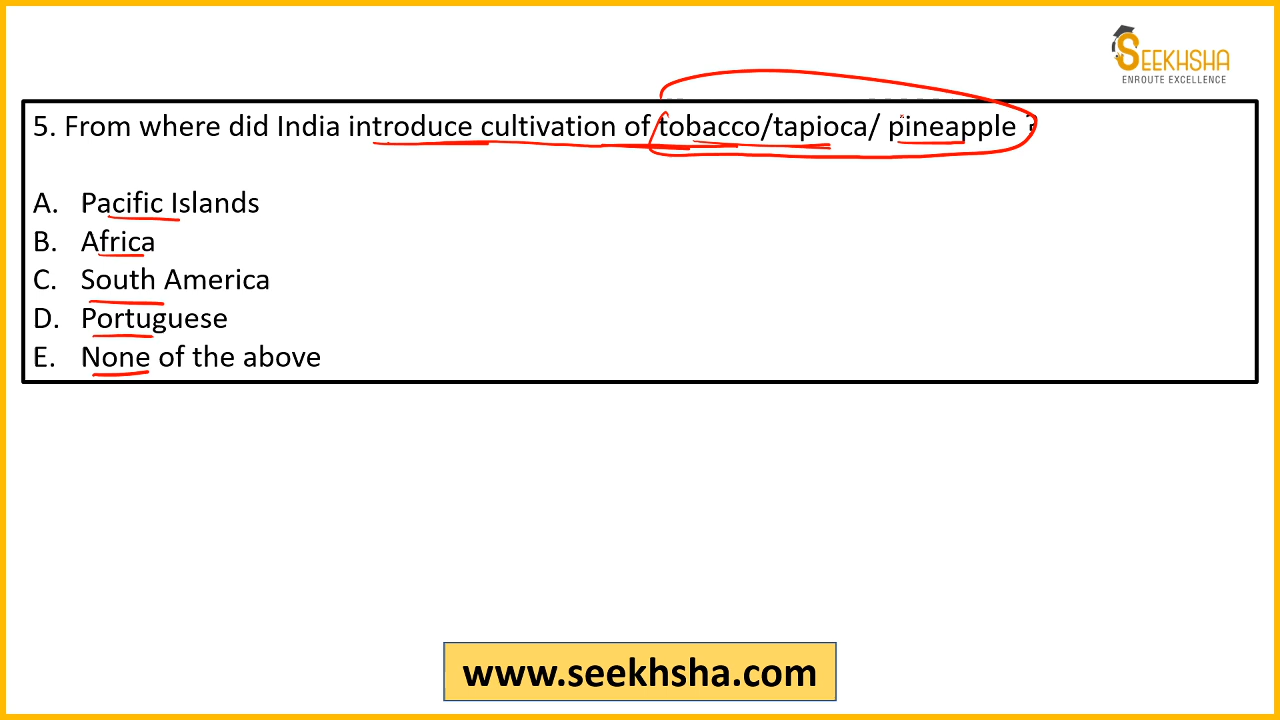 SEEKHSHA
ENROUTE EXCELLENCE
5. From where did India introduce cultivation of tobacco/tapioca/ pineapple ?
A. Pacific Islands
B. Africa
C. South America
D. Portuguese
E. None of the above
www.seekhsha.com